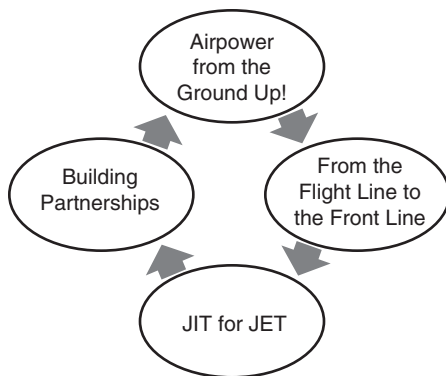 Airpower
from the
Ground Up!
From the
Flight Line to
the Front Line
JIT for JET
Building
Partnerships